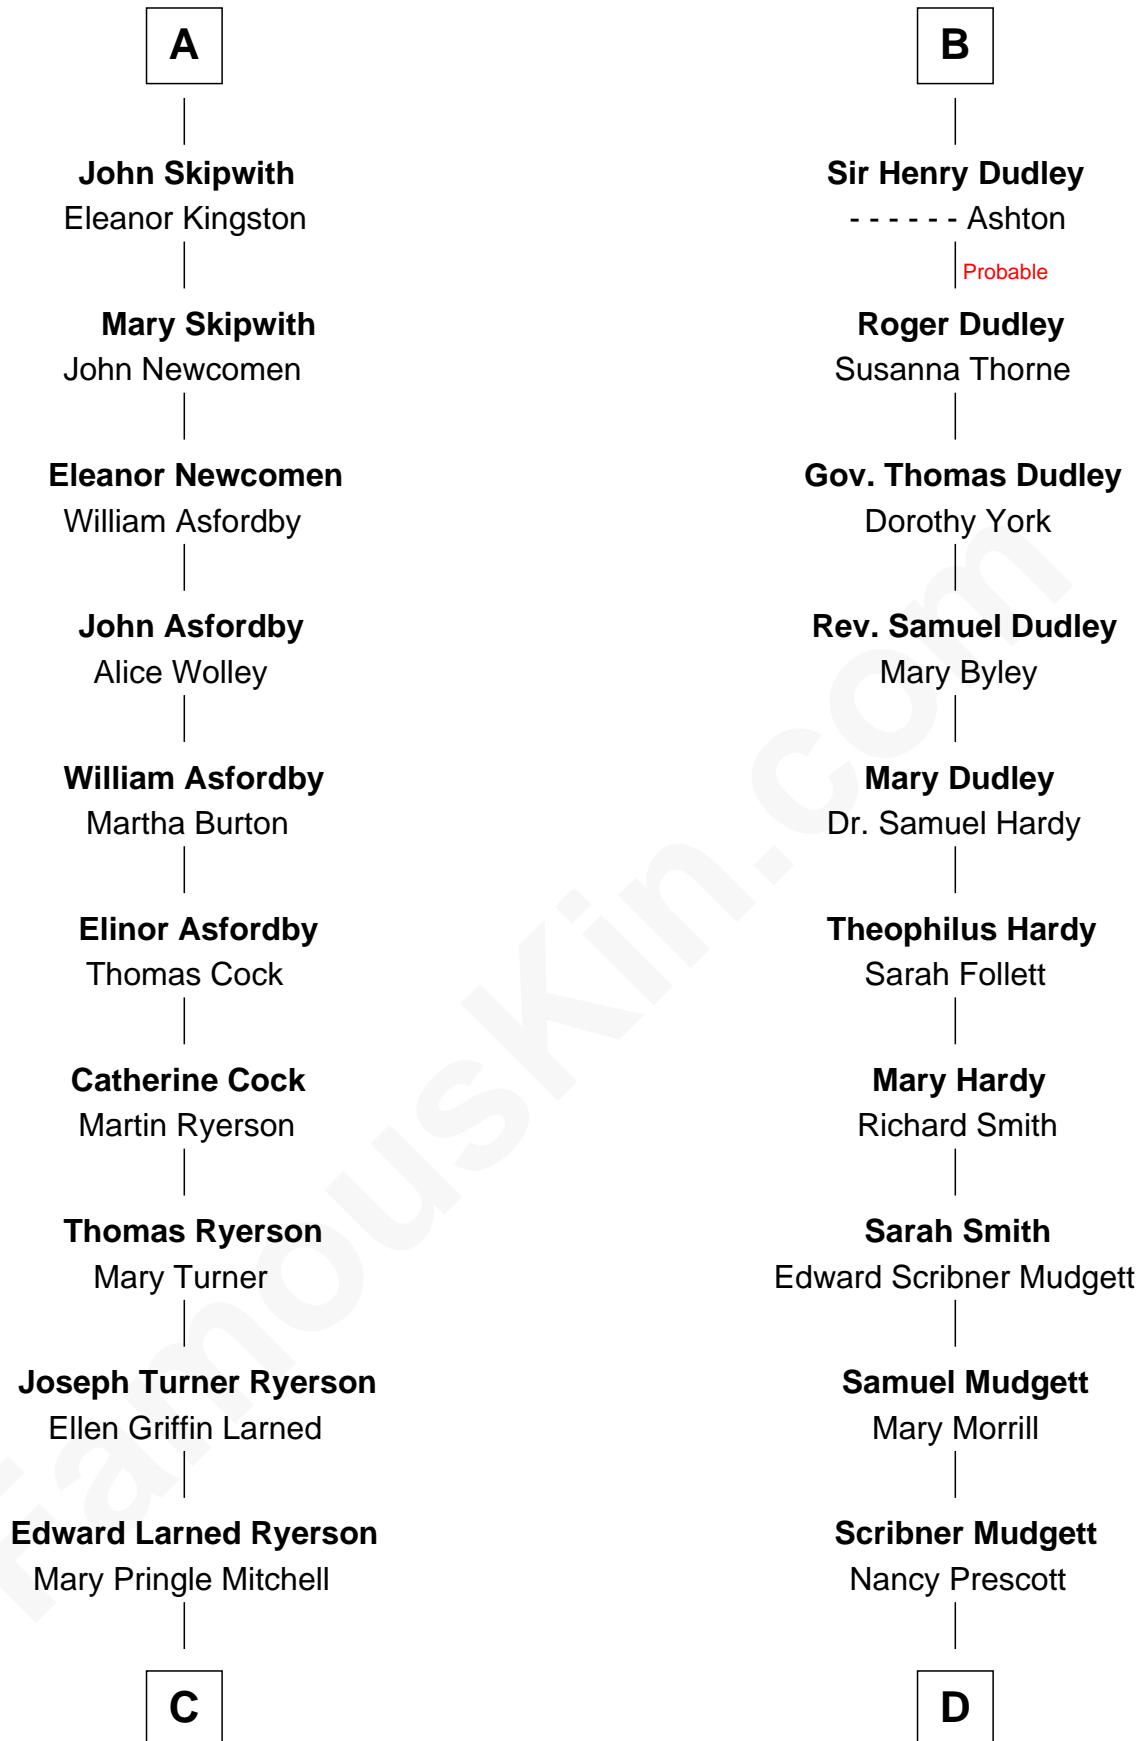 A
John Skipwith
Eleanor Kingston
Mary Skipwith
John Newcomen
Eleanor Newcomen
William Asfordby
John Asfordby
Alice Wolley
William Asfordby
Martha Burton
Elinor Asfordby
Thomas Cock
Catherine Cock
Martin Ryerson
Thomas Ryerson
Mary Turner
Joseph Turner Ryerson
Ellen Griffin Larned
Edward Larned Ryerson
Mary Pringle Mitchell
C
B
Sir Henry Dudley
- - - - - - Ashton
Probable
Roger Dudley
Susanna Thorne
Gov. Thomas Dudley
Dorothy York
Rev. Samuel Dudley
Mary Byley
Mary Dudley
Dr. Samuel Hardy
Theophilus Hardy
Sarah Follett
Mary Hardy
Richard Smith
Sarah Smith
Edward Scribner Mudgett
Samuel Mudgett
Mary Morrill
Scribner Mudgett
Nancy Prescott
D
FamousKin.com